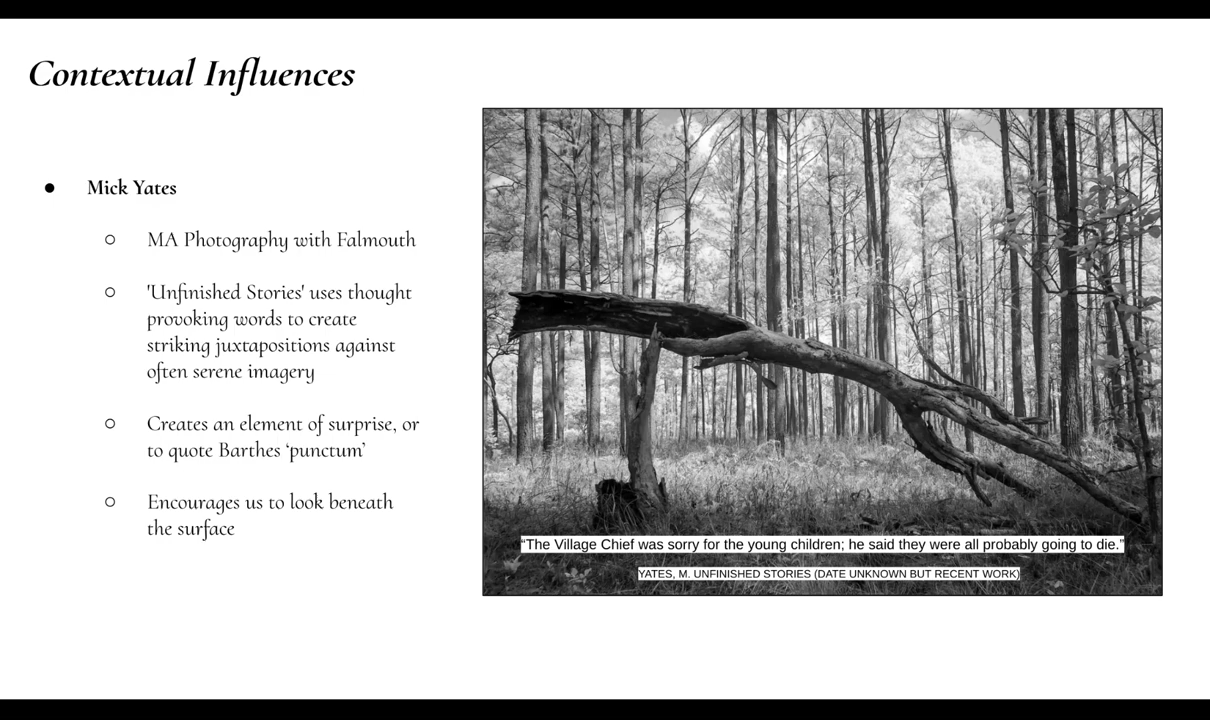 Contextual Influences
Mick Yates
MA Photography with Falmouth
'Unfinished Stories' uses thought
provoking words to create
striking juxtapositions against
often serene imagery
Creates an element of surprise, or
to quote Barthes ‘punctum’
Encourages us to look beneath
the surface
“The Village Chief was sorry for the young children; he said they were all probably going to die.”
YATES, M. UNFINISHED STORIES (DATE UNKNOWN BUT RECENT WORK)